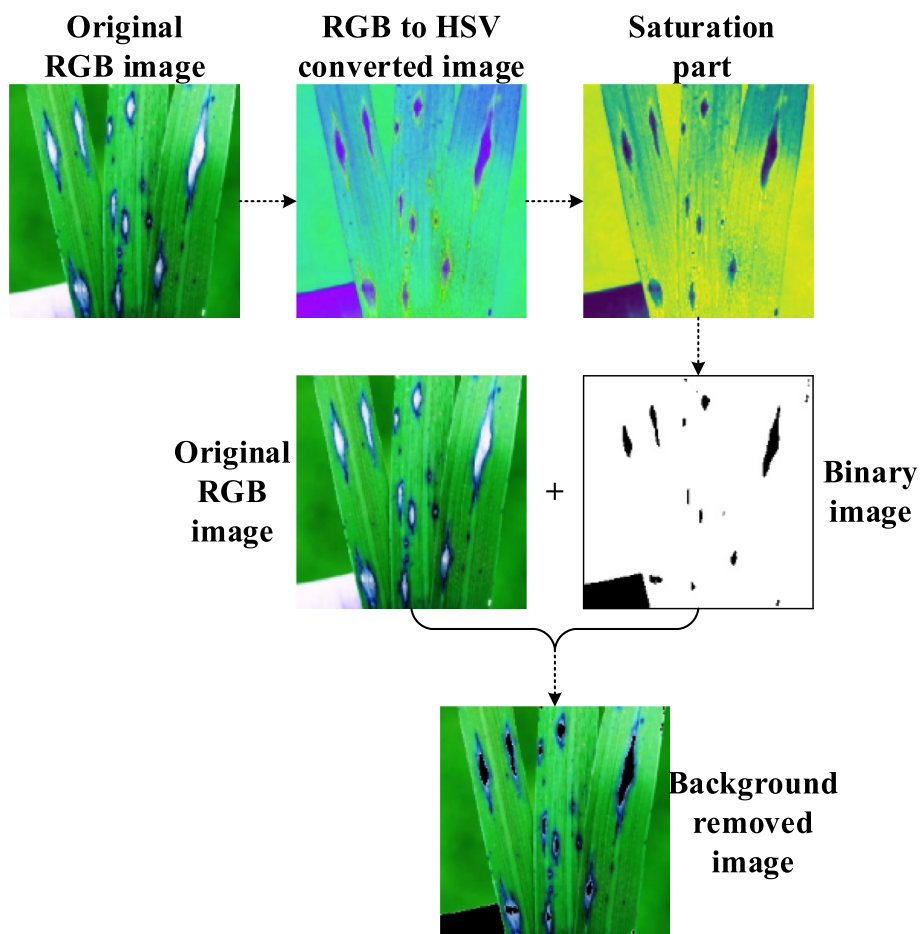 Original
RGB image
RGB to HSV
converted image
Saturation
part
Original
RGB
image
+
Binary
image
Background
removed
image